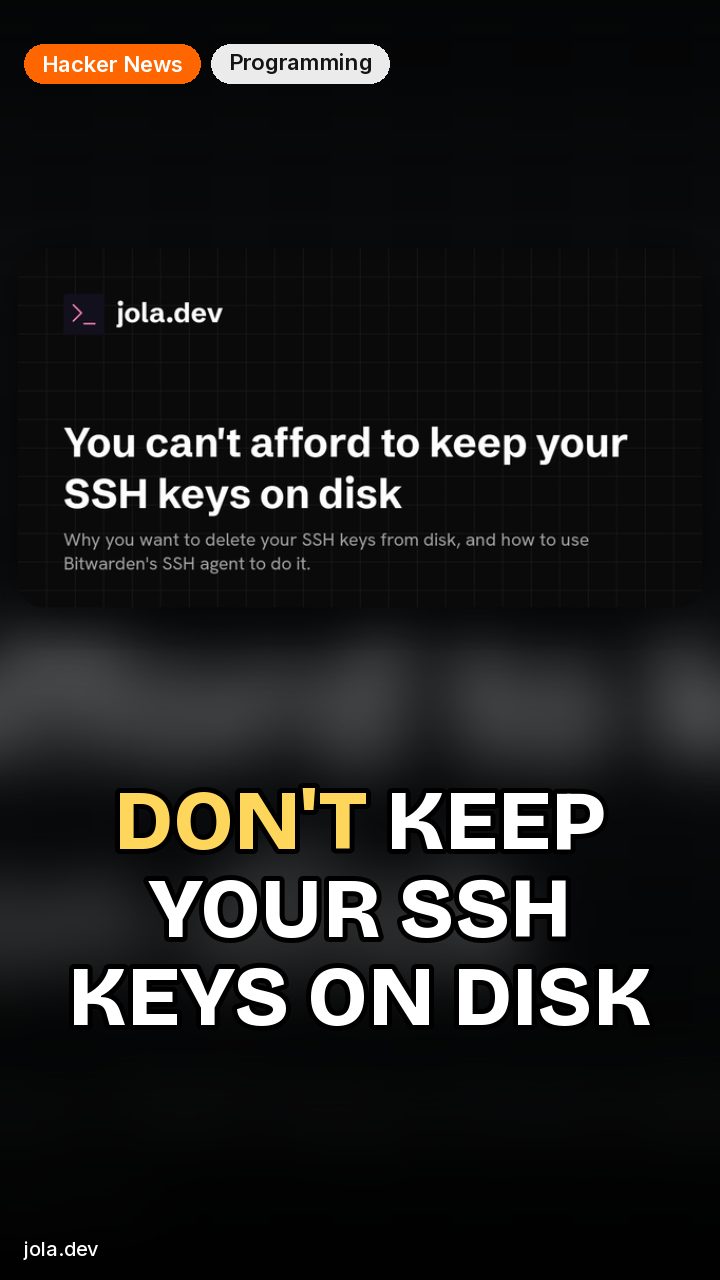 Hacker News
Programming
jola.dev
You can't afford to keep your
SSH keys on disk
Why you want to delete your SSH keys from disk, and how to use
Bitwarden's SSH agent to do it.
DON'T KEEP
YOUR SSH
KEYS ON DISK
jola.dev